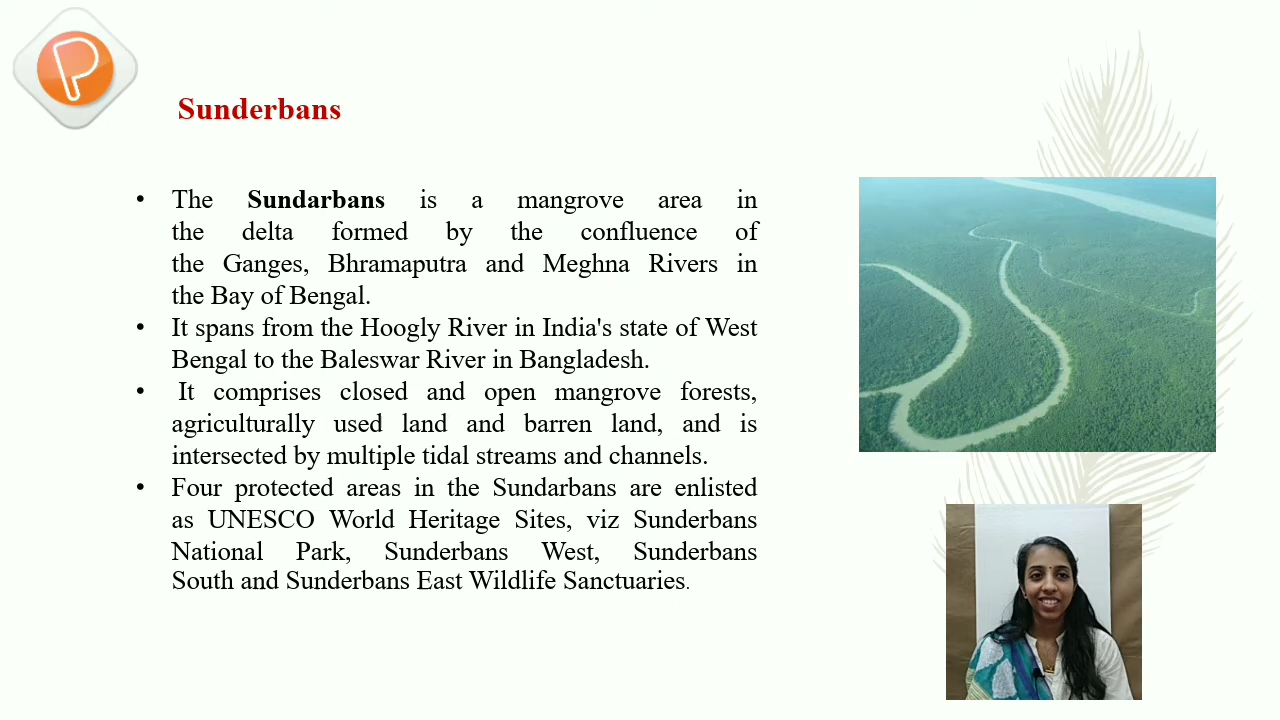 Sunderbans
• The Sundarbans is a mangrove area in
the delta formed by the confluence of
the Ganges, Bhramaputra and Meghna Rivers in
the Bay of Bengal.
• It spans from the Hoogly River in India's state of West
Bengal to the Baleswar River in Bangladesh.
• It comprises closed and open mangrove forests,
agriculturally used land and barren land, and is
intersected by multiple tidal streams and channels.
• Four protected areas in the Sundarbans are enlisted
as UNESCO World Heritage Sites, viz Sunderbans
National Park, Sunderbans West, Sunderbans
South and Sunderbans East Wildlife Sanctuaries.